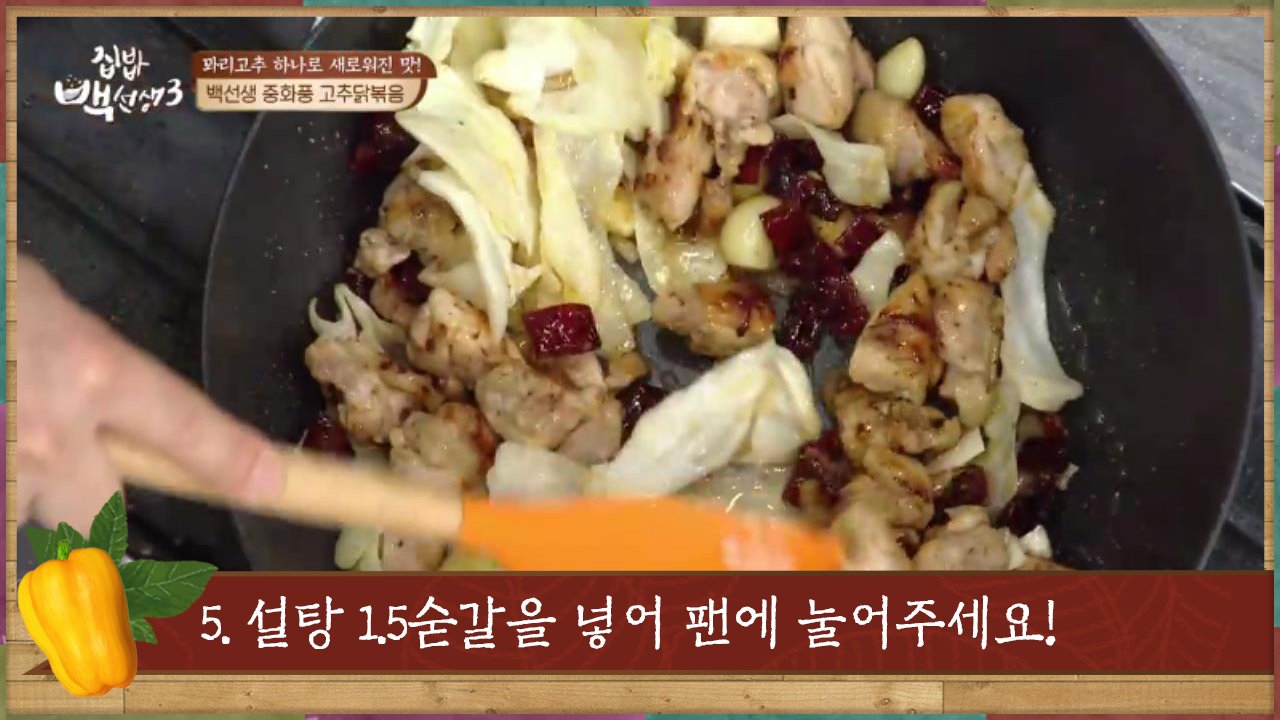 집밥
백선생3
꽈리고추 하나로 새로워진 맛!
백선생 중화풍 고추닭볶음
5. 설탕 1.5숟갈을 넣어 팬에 눌어주세요!